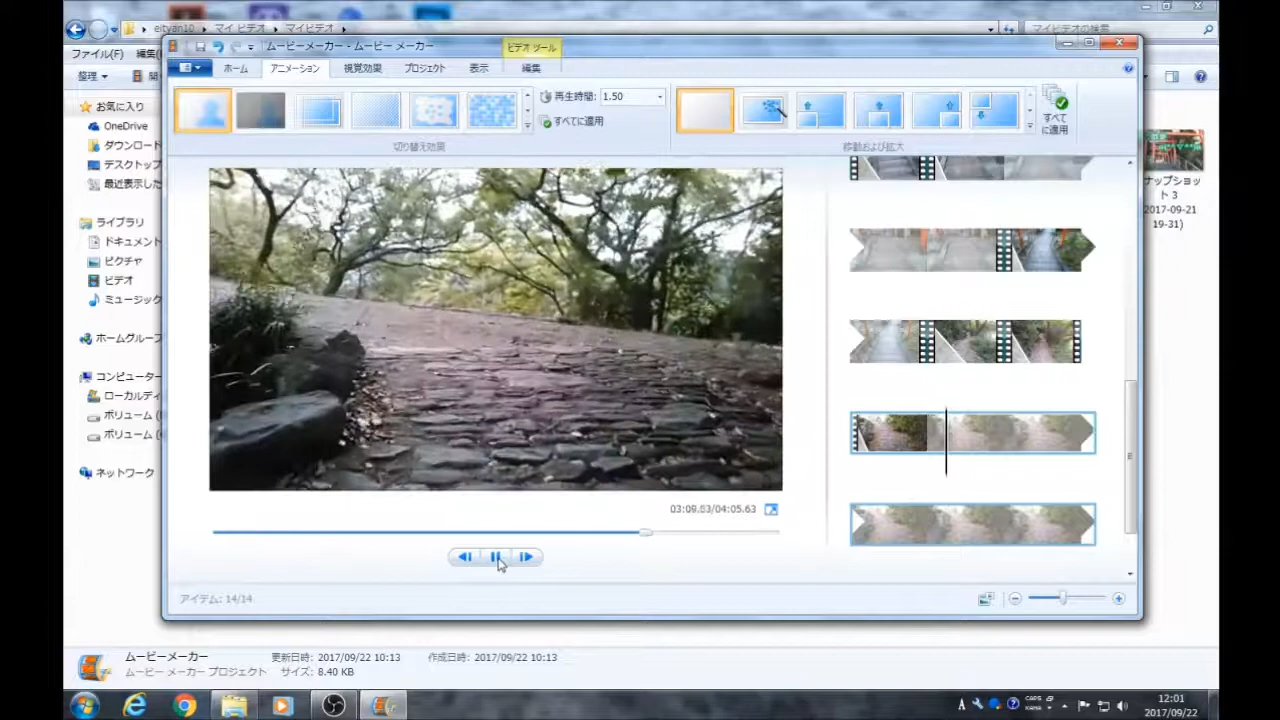 eityan10 ▸ マイ ビデオ ▸ マイビデオ ▸
マイビデオの検索
ファイル(F)
整理
お気に入り
OneDrive
ダウンロー
デスクトップ
最近表示した
ライブラリ
ドキュメント
ピクチャ
ビデオ
ミュージック
ホームグルー
コンピューター
ローカルディ
ボリューム (
ボリューム (
ネットワーク
ムービーメーカー - ムービー メーカー
ビデオ ツール
ホーム
アニメーション
視覚効果
プロジェクト
表示
編集
再生時間: 1.50
すべてに適用
切り替え効果
すべて
に適用
移動および拡大
03:09.83/04:05.63
アイテム: 14/14
ナップショッ
ト 3
2017-09-21
19-31)
ムービーメーカー 更新日時: 2017/09/22 10:13 作成日時: 2017/09/22 10:13
ムービー メーカー プロジェクト サイズ: 8.40 KB
A
CAPS
KANA
12:01
2017/09/22